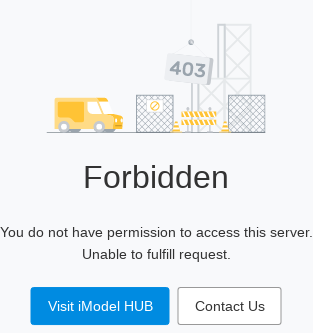 403
Forbidden
You do not have permission to access this server.
Unable to fulfill request.
Visit iModel HUB
Contact Us